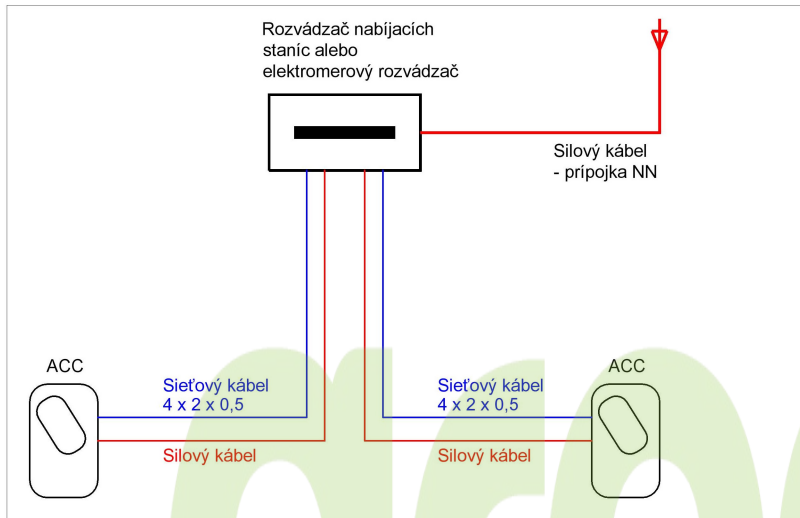 Rozvádzač nabíjacích
staníc alebo
elektromerový rozvádzač
Silový kábel
- prípojka NN
ACC
Sieťový kábel
4 x 2 x 0,5
Silový kábel
Sieťový kábel
4 x 2 x 0,5
Silový kábel
ACC